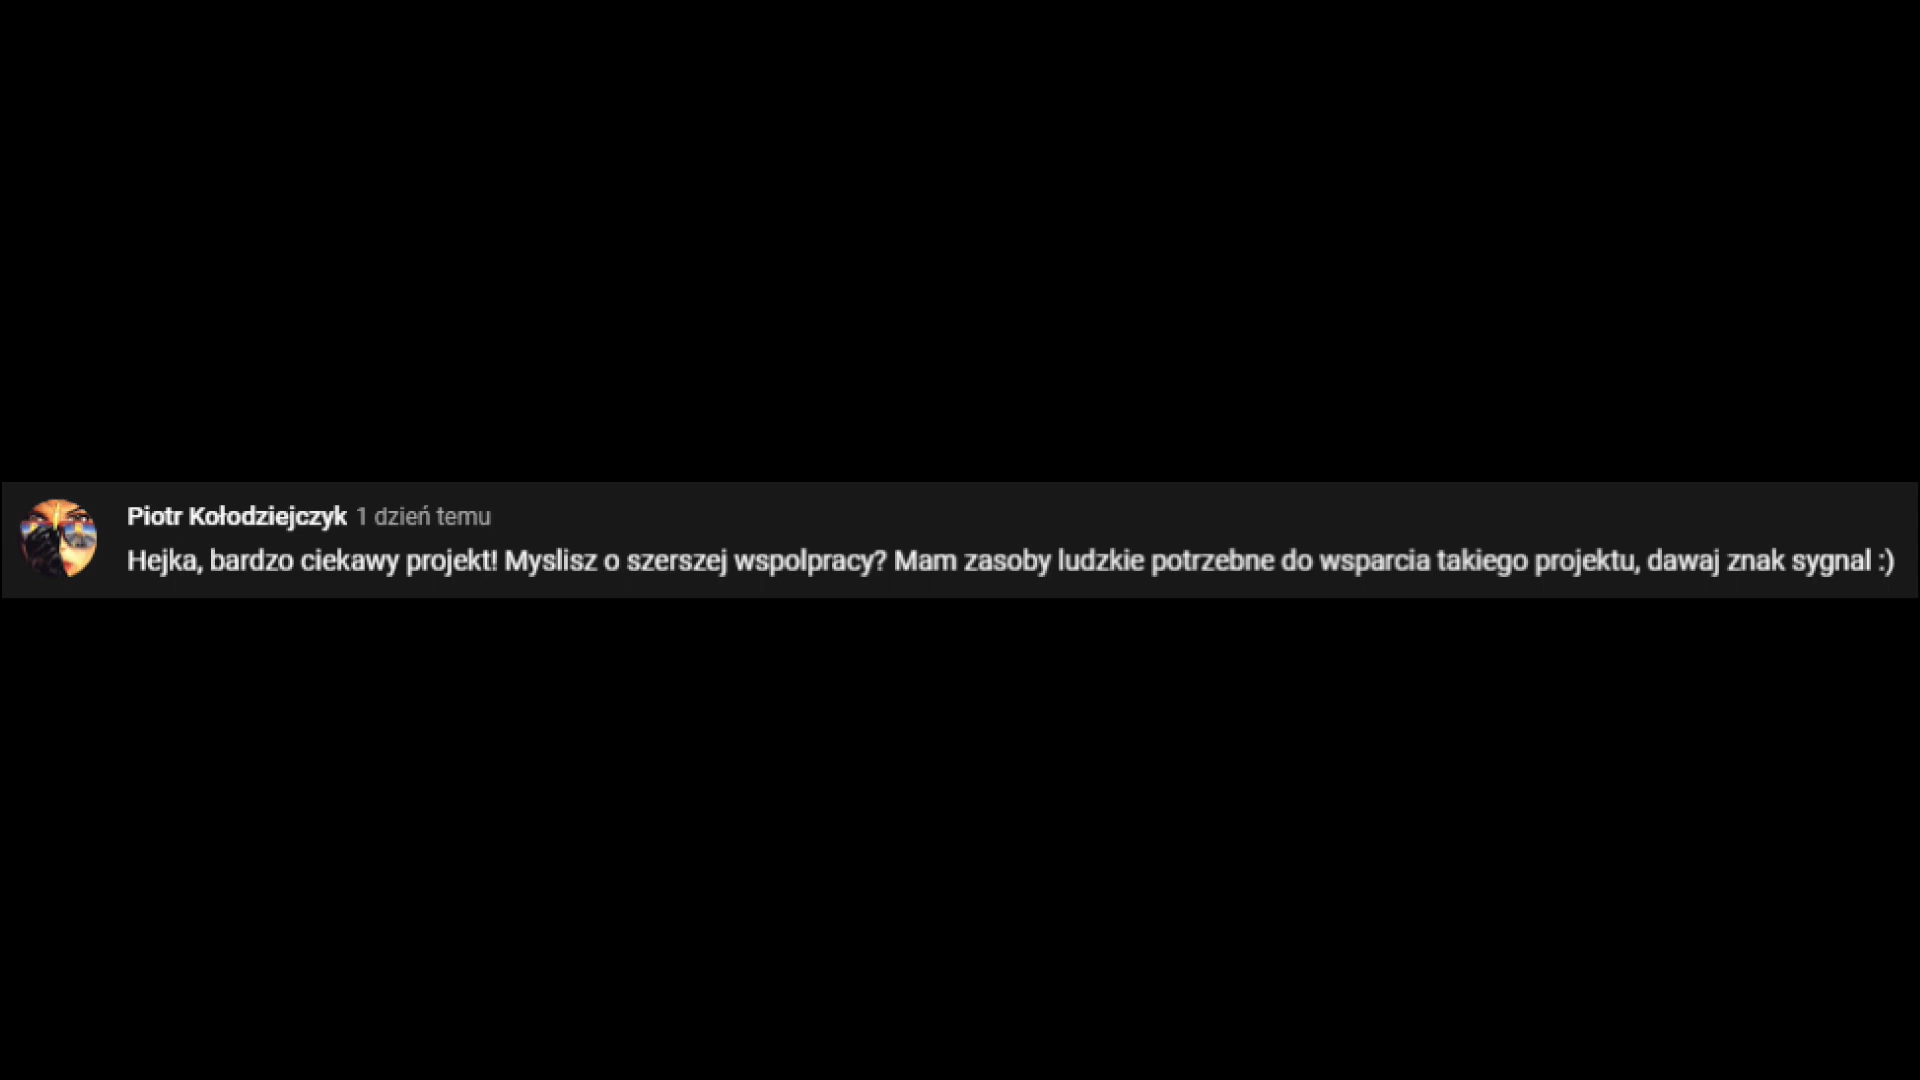 Piotr Kołodziejczyk 1 dzień temu
Hejka, bardzo ciekawy projekt! Myslisz o szerszej wspolpracy? Mam zasoby ludzkie potrzebne do wsparcia takiego projektu, dawaj znak sygnal :)